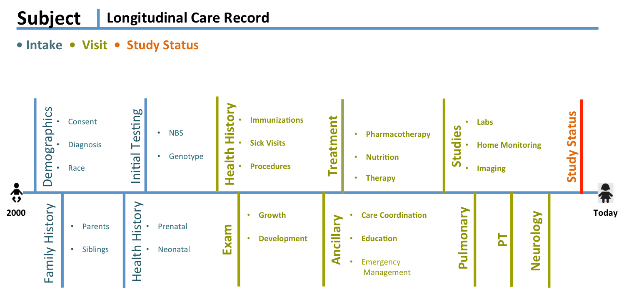 Subject | Longitudinal Care Record
• Intake • Visit • Study Status
Demographics
• Consent
• Diagnosis
• Race
Initial Testing
• NBS
• Genotype
Health History
• Immunizations
• Sick Visits
• Procedures
Treatment
• Pharmacotherapy
• Nutrition
• Therapy
Studies
• Labs
• Home Monitoring
• Imaging
Study Status
2000
Today
Family History
• Parents
• Siblings
Health History
• Prenatal
• Neonatal
Exam
• Growth
• Development
Ancillary
• Care Coordination
• Education
• Emergency
Management
Pulmonary
PT
Neurology